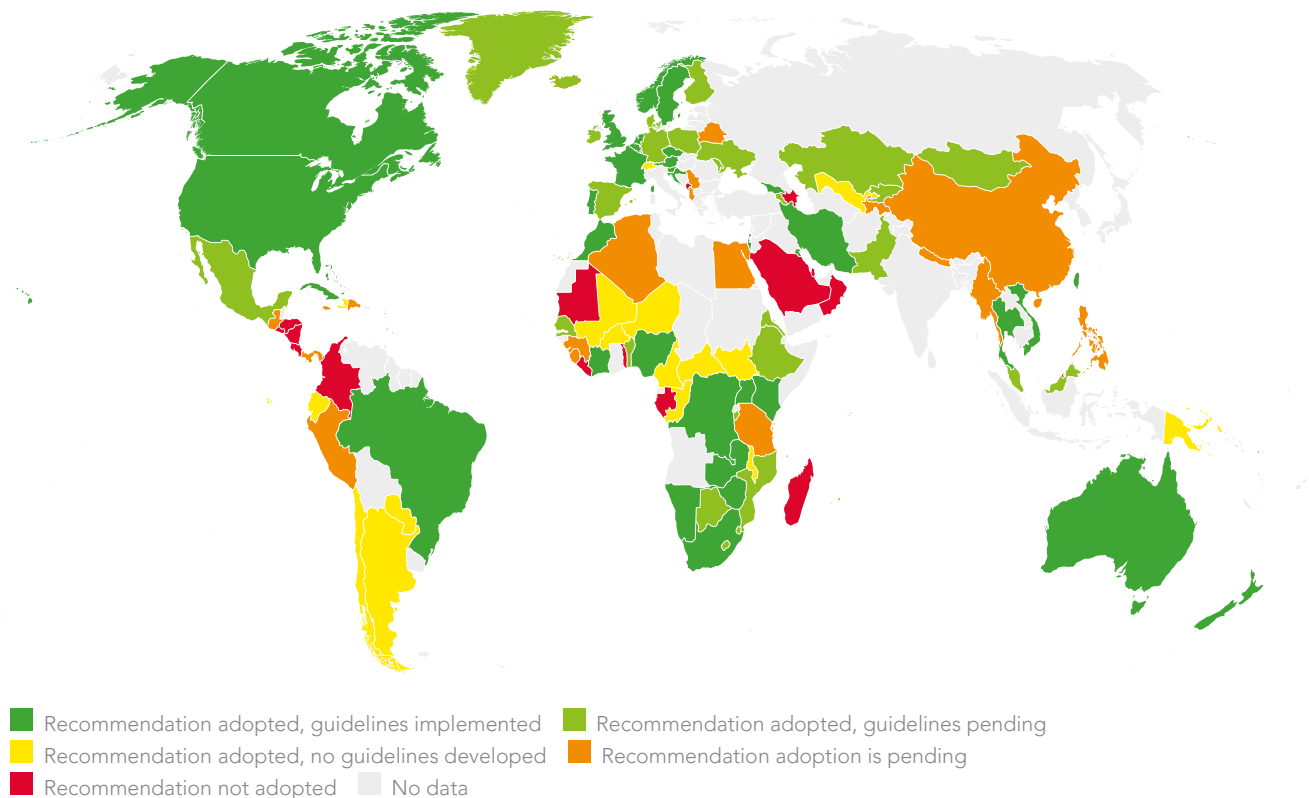 Recommendation adopted, guidelines implemented Recommendation adopted, guidelines pending
Recommendation adopted, no guidelines developed Recommendation adoption is pending
Recommendation not adopted No data